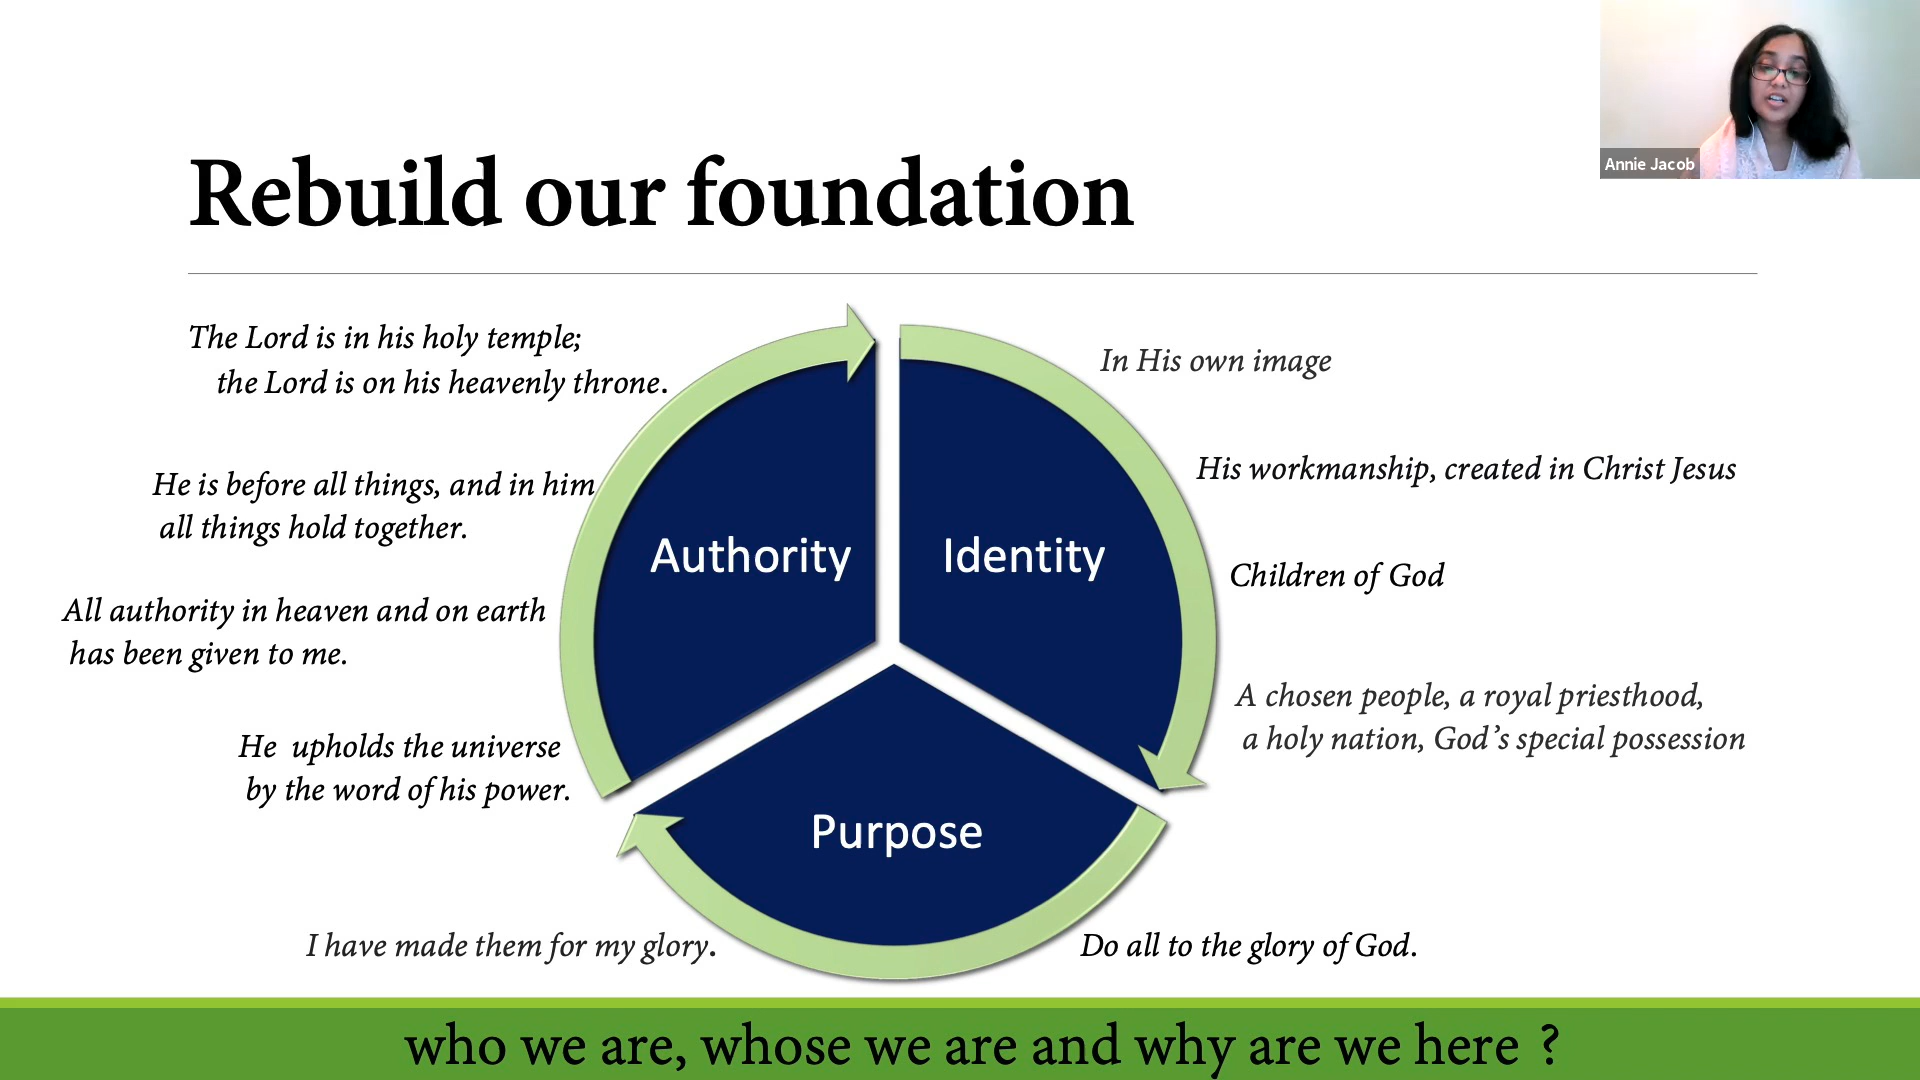 Annie Jacob
Rebuild our foundation
The Lord is in his holy temple;
the Lord is on his heavenly throne.
He is before all things, and in him
all things hold together.
All authority in heaven and on earth
has been given to me.
He upholds the universe
by the word of his power.
I have made them for my glory.
Authority
Identity
Purpose
In His own image
His workmanship, created in Christ Jesus
Children of God
A chosen people, a royal priesthood,
a holy nation, God’s special possession
Do all to the glory of God.
who we are, whose we are and why are we here ?